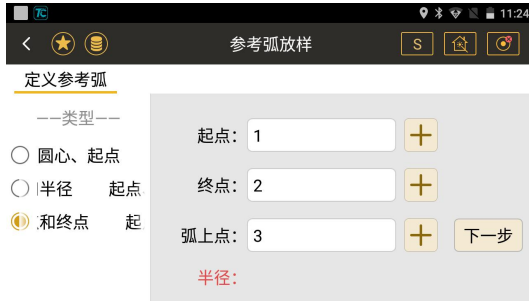 TC 11:24
参考弧放样 S
定义参考弧
——类型——
圆心、起点
半径 起点
和终点 起
起点： 1
终点： 2
弧上点： 3 下一步
半径：